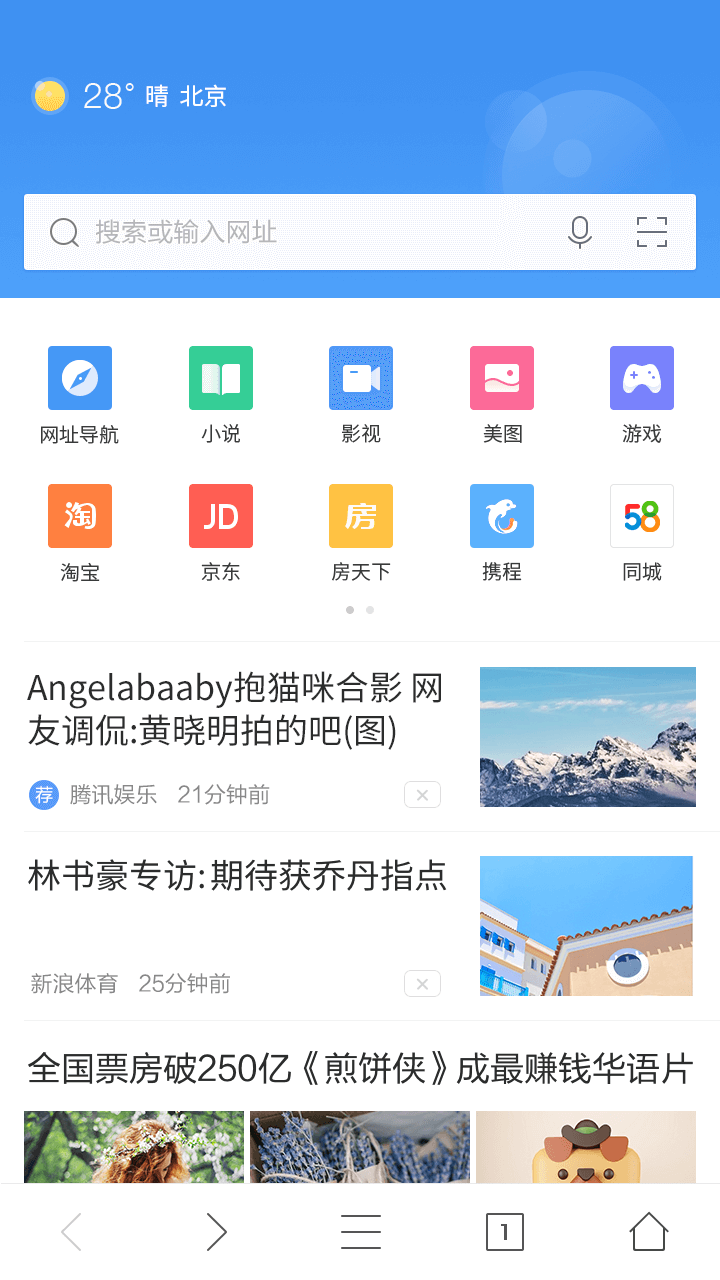 28° 晴 北京
搜索或输入网址
网址导航 小说 影视 美图 游戏
淘 JD 房 58
淘宝 京东 房天下 携程 同城
Angelabaaby抱猫咪合影 网
友调侃:黄晓明拍的吧(图)
荐 腾讯娱乐 21分钟前
林书豪专访:期待获乔丹指点
新浪体育 25分钟前
全国票房破250亿《煎饼侠》成最赚钱华语片
1